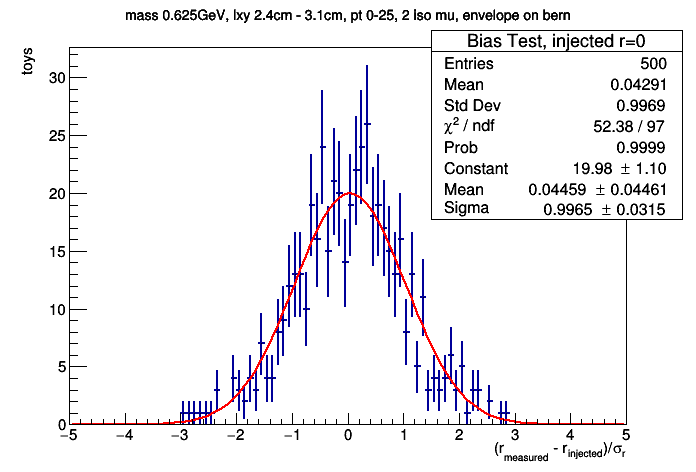 mass 0.625GeV, lxy 2.4cm - 3.1cm, pt 0-25, 2 Iso mu, envelope on bern
Bias Test, injected r=0
Entries 500
Mean 0.04291
Std Dev 0.9969
χ² / ndf 52.38 / 97
Prob 0.9999
Constant 19.98 ± 1.10
Mean 0.04459 ± 0.04461
Sigma 0.9965 ± 0.0315
toys
30
25
20
15
10
5
0
−5 −4 −3 −2 −1 0 1 2 3 4 5
(r_measured - r_injected)/σ_r